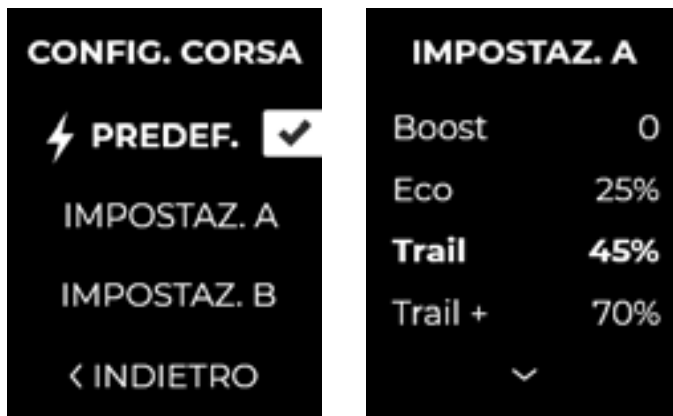 CONFIG. CORSA
PREDEF.
IMPOSTAZ. A
IMPOSTAZ. B
< INDIETRO
IMPOSTAZ. A
Boost 0
Eco 25%
Trail 45%
Trail + 70%